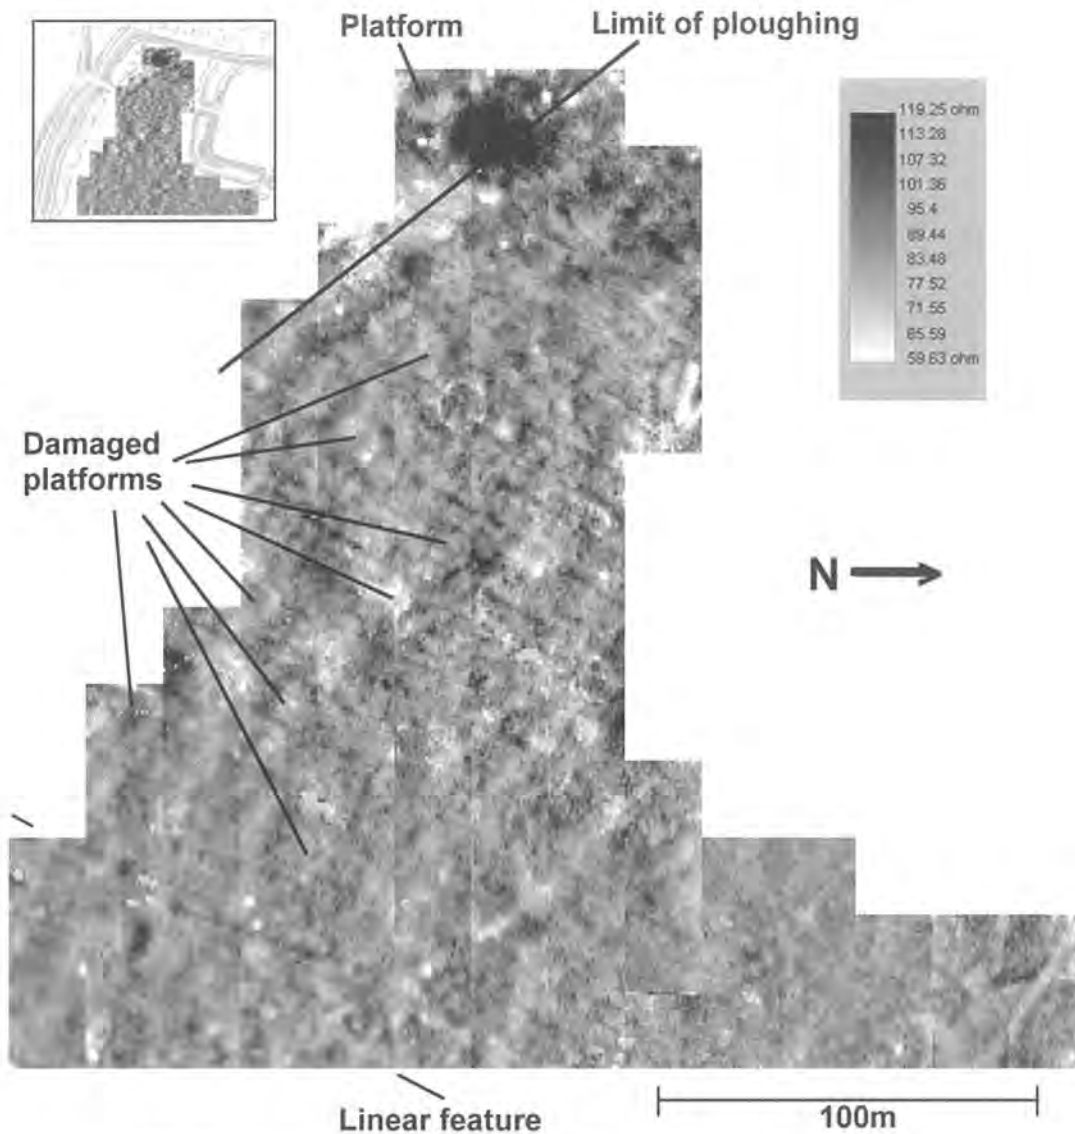 Platform
Limit of ploughing
119.25 ohm
113.28
107.32
101.36
95.4
89.44
83.48
77.52
71.55
65.59
59.63 ohm
Damaged
platforms
N
Linear feature
100m